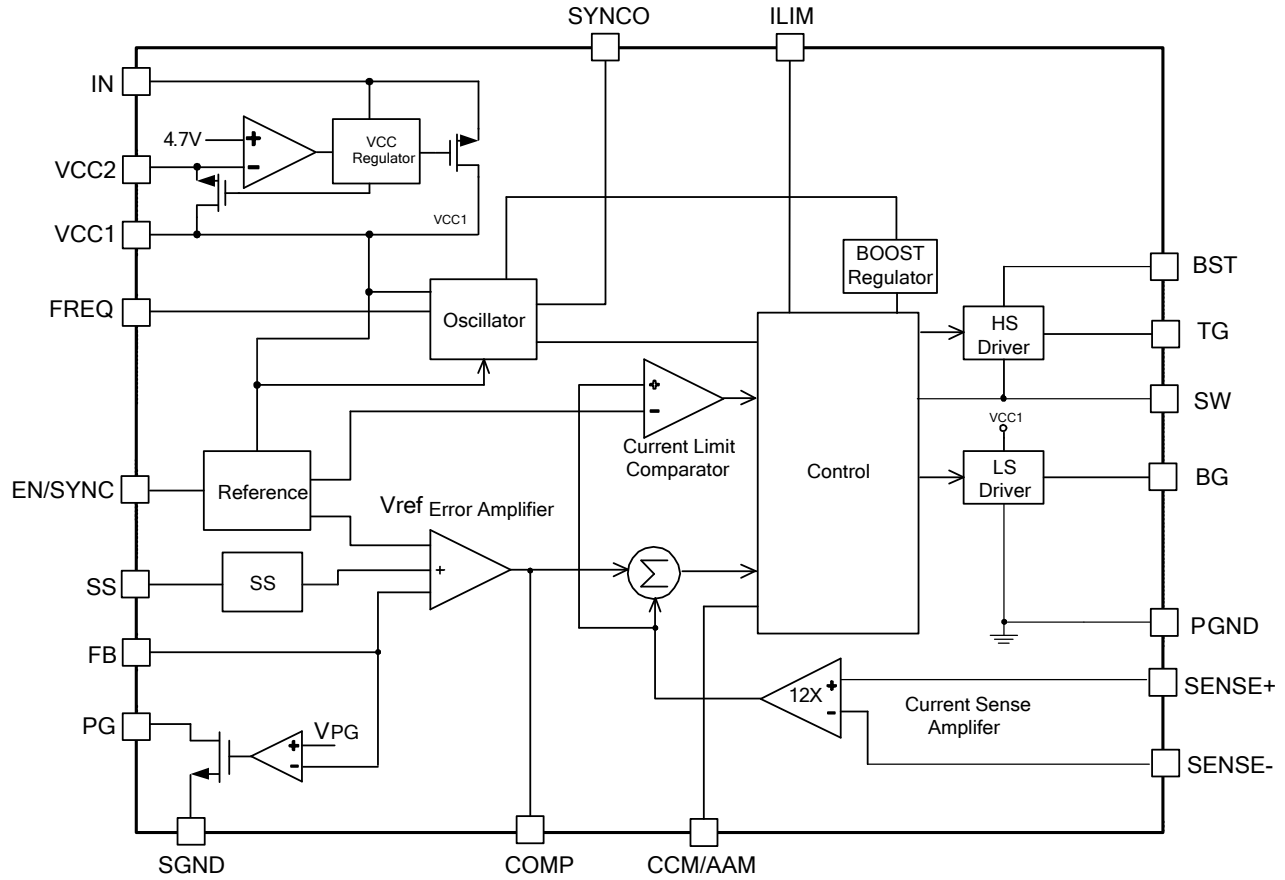 SYNCO
ILIM
IN
4.7V
+
-
VCC
Regulator
VCC2
VCC1
VCC1
BOOST
Regulator
BST
FREQ
Oscillator
HS
Driver
TG
+
-
SW
VCC1
Current Limit
Comparator
Control
LS
Driver
BG
EN/SYNC
Reference
Vref Error Amplifier
SS
SS
+
Σ
FB
PGND
12X
+
-
Current Sense
Amplifer
SENSE+
PG
VPG
+
-
SENSE-
SGND
COMP
CCM/AAM